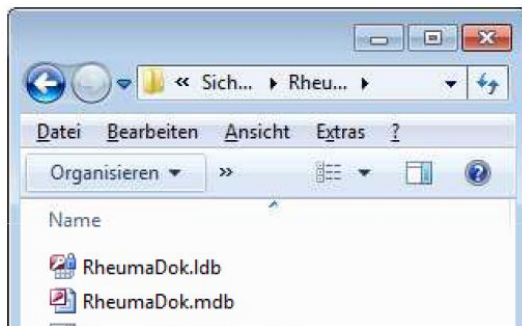 « Sich... ▸ Rheu... ▸
Datei Bearbeiten Ansicht Extras ?
Organisieren ▾ »
Name
RheumaDok.ldb
RheumaDok.mdb